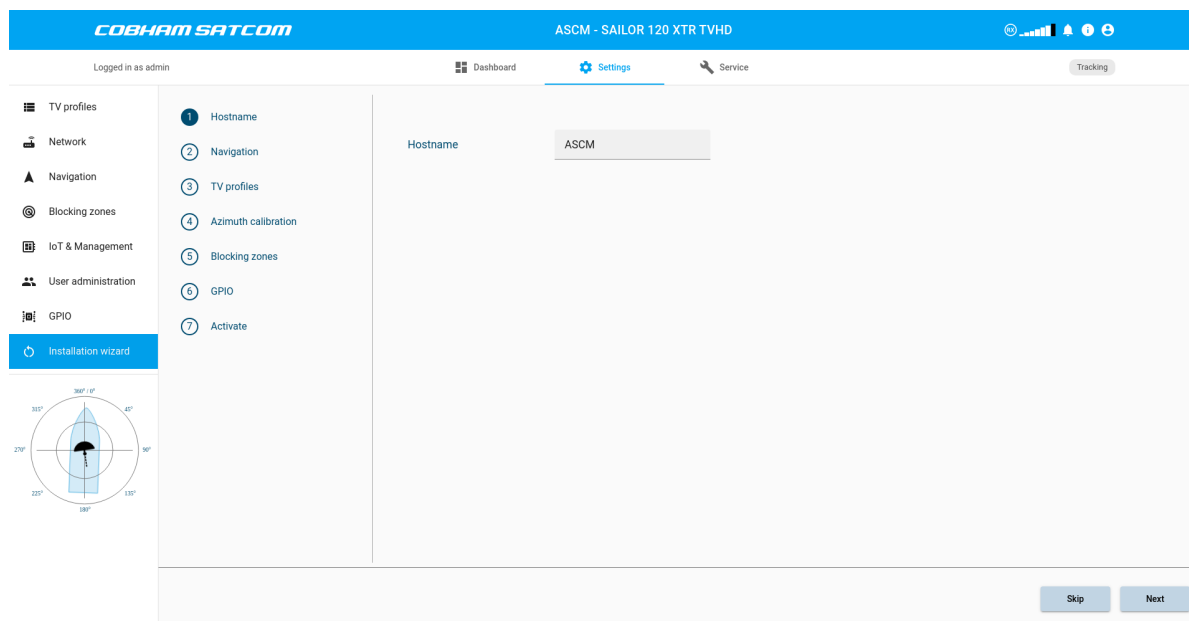 COBHAM SATCOM
ASCM - SAILOR 120 XTR TVHD
RX
Logged in as admin
Dashboard
Settings
Service
Tracking
TV profiles
Network
Navigation
Blocking zones
IoT & Management
User administration
GPIO
Installation wizard
360° / 0°
315°
45°
270°
90°
225°
135°
180°
1 Hostname
2 Navigation
3 TV profiles
4 Azimuth calibration
5 Blocking zones
6 GPIO
7 Activate
Hostname
ASCM
Skip
Next